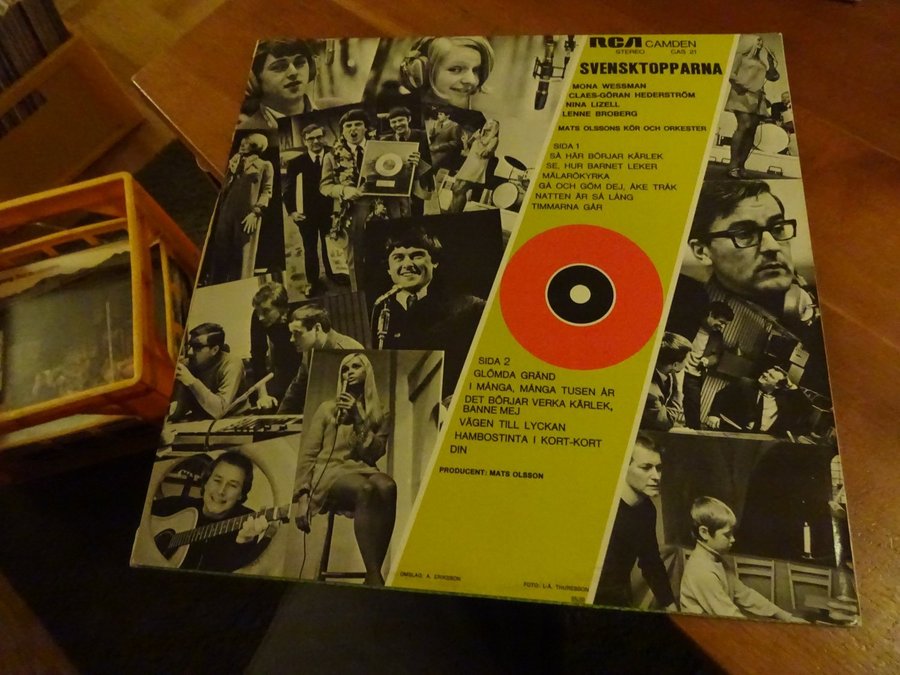 RCA CAMDEN
STEREO CAS 21
SVENSKTOPPARNA
MONA WESSMAN
CLAES-GÖRAN HEDERSTRÖM
NINA LIZELL
LENNE BROBERG
MATS OLSSONS KÖR OCH ORKESTER
SIDA 1
SÅ HÄR BÖRJAR KÄRLEK
SE, HUR BARNET LEKER
MÄLARÖKYRKA
GÅ OCH GÖM DEJ, ÅKE TRÅK
NATTEN ÄR SÅ LÅNG
TIMMARNA GÅR
SIDA 2
GLÖMDA GRÄND
I MÅNGA, MÅNGA TUSEN ÅR
DET BÖRJAR VERKA KÄRLEK,
BANNE MEJ
VÄGEN TILL LYCKAN
HAMBOSTINTA I KORT-KORT
DIN
PRODUCENT: MATS OLSSON
OMSLAG: A. ERIKSSON
FOTO: L-Å. THURESSON